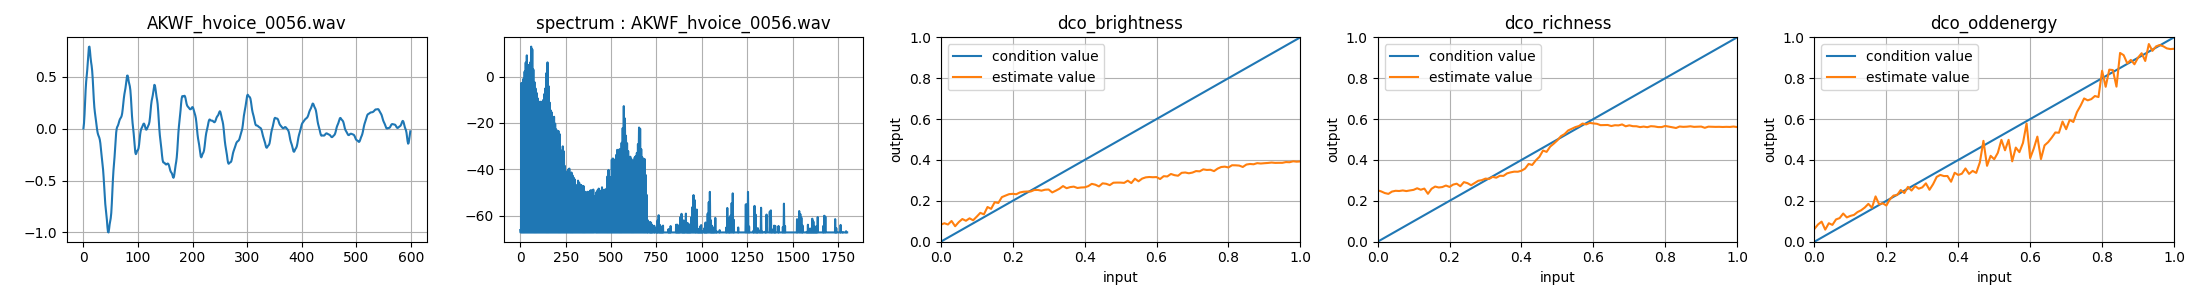 AKWF_hvoice_0056.wav
0.5
0.0
−0.5
−1.0
0 100 200 300 400 500 600
spectrum : AKWF_hvoice_0056.wav
0
−20
−40
−60
0 250 500 750 1000 1250 1500 1750
dco_brightness
condition value
estimate value
output
1.0
0.8
0.6
0.4
0.2
0.0
0.0 0.2 0.4 0.6 0.8 1.0
input
dco_richness
condition value
estimate value
output
1.0
0.8
0.6
0.4
0.2
0.0
0.0 0.2 0.4 0.6 0.8 1.0
input
dco_oddenergy
condition value
estimate value
output
1.0
0.8
0.6
0.4
0.2
0.0
0.0 0.2 0.4 0.6 0.8 1.0
input